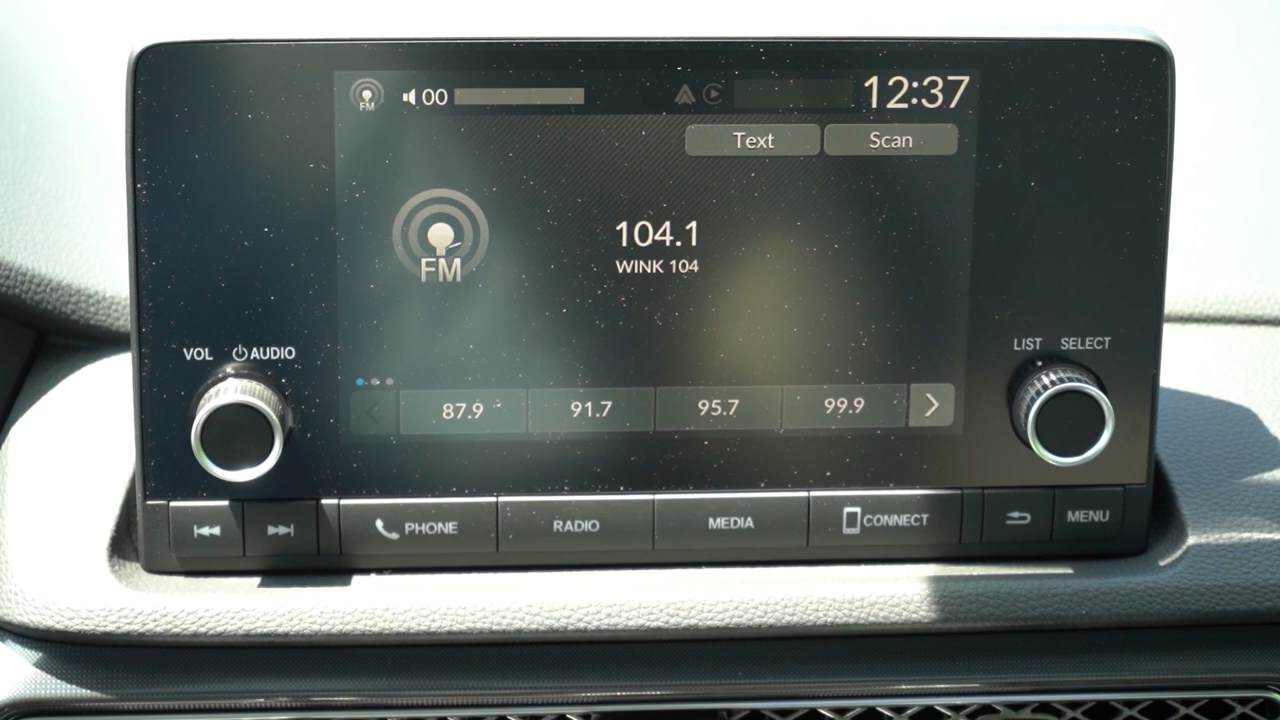 FM 00 12:37
Text Scan
FM
104.1
WINK 104
VOL AUDIO
LIST SELECT
87.9 91.7 95.7 99.9
PHONE RADIO MEDIA CONNECT MENU